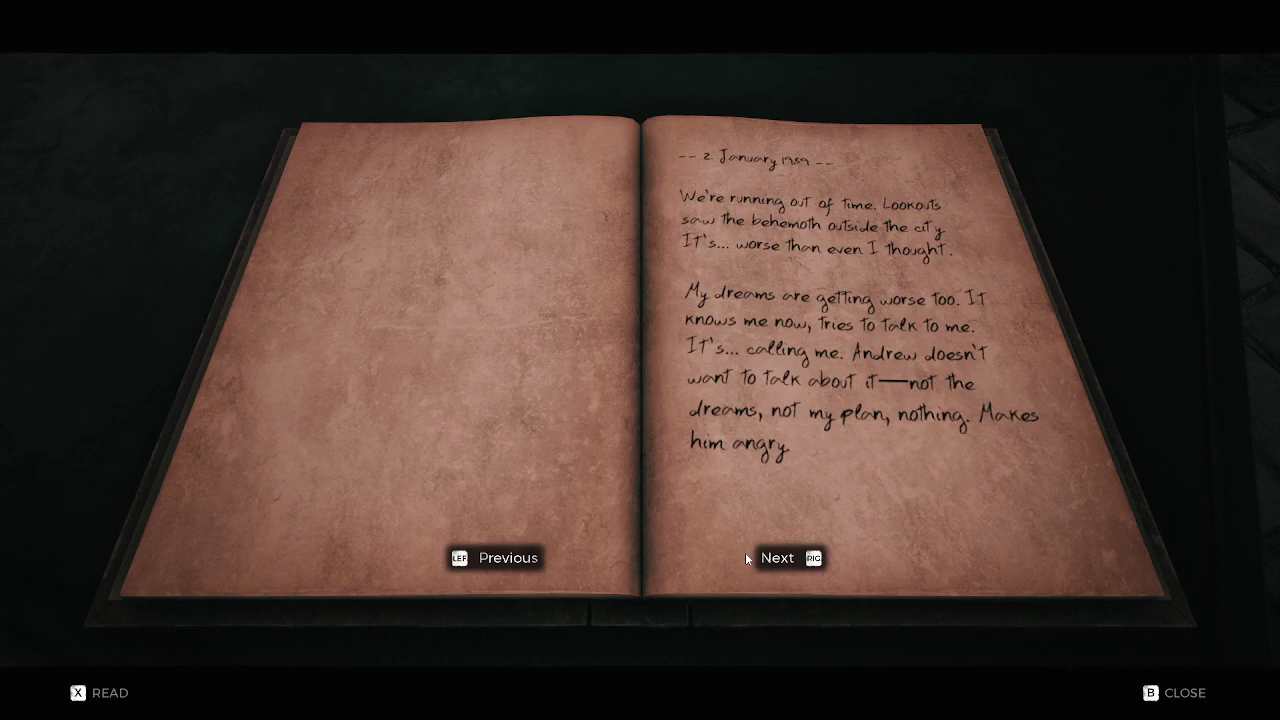 -- 2 January 1989 --
We're running out of time. Lookouts
saw the behemoth outside the city.
It's... worse than even I thought.
My dreams are getting worse too. It
knows me now, tries to talk to me.
It's... calling me. Andrew doesn't
want to talk about it—not the
dreams, not my plan, nothing. Makes
him angry.
LEF Previous
Next RIG
X READ
B CLOSE